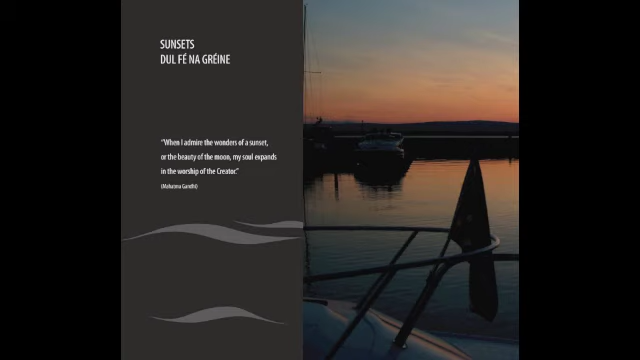 SUNSETS
DUL FÉ NA GRÉINE
“When I admire the wonders of a sunset,
or the beauty of the moon, my soul expands
in the worship of the Creator.”
(Mahatma Gandhi)